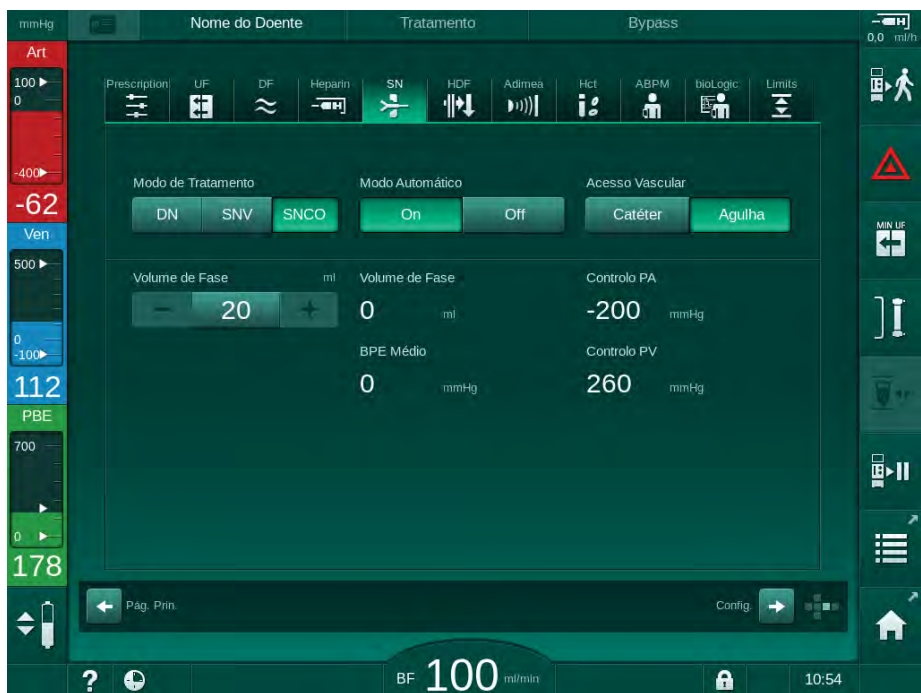 mmHg Nome do Doente Tratamento Bypass
0,0 ml/h
Art
100
0
-400
-62
Ven
500
0
-100
112
PBE
700
0
178
Prescription UF DF Heparin SN HDF Adimea Hct ABPM bioLogic Limits
Modo de Tratamento Modo Automático Acesso Vascular
DN SNV SNCO On Off Catéter Agulha
Volume de Fase ml Volume de Fase Controlo PA
− 20 + 0 ml -200 mmHg
BPE Médio Controlo PV
0 mmHg 260 mmHg
MIN UF
Pág. Prin. Config.
? BF 100 ml/min 10:54